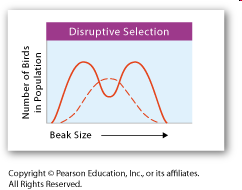 Disruptive Selection
Number of Birds
in Population
Beak Size
Copyright © Pearson Education, Inc., or its affiliates.
All Rights Reserved.